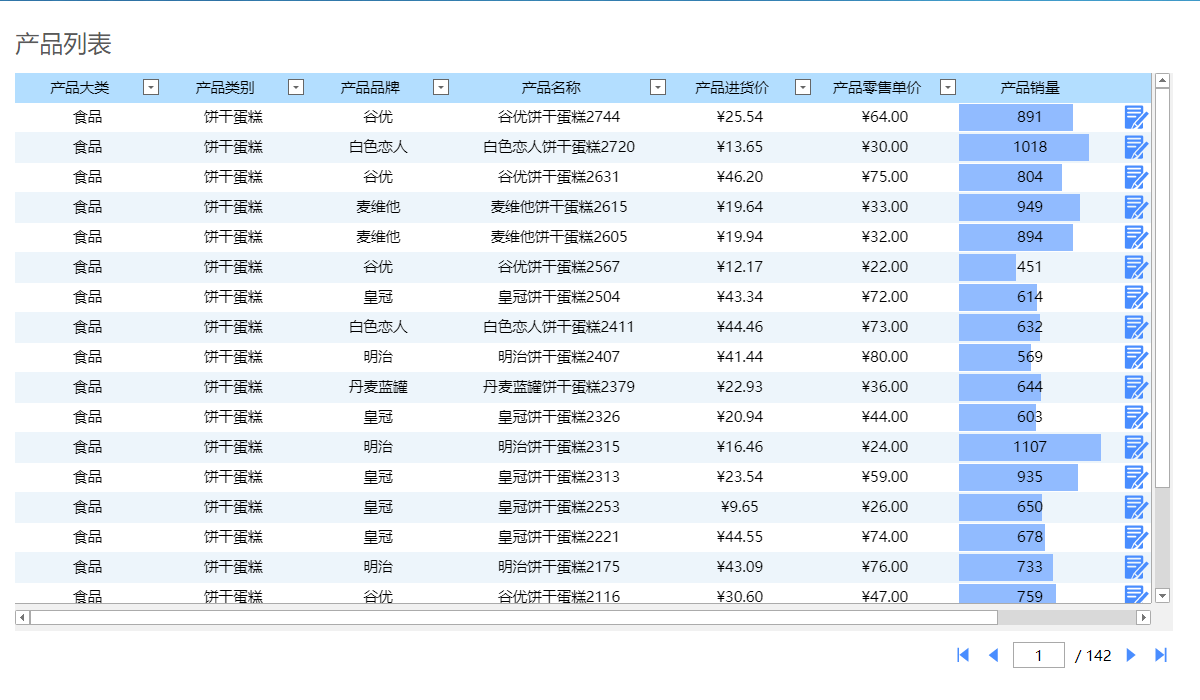 产品列表
产品大类 产品类别 产品品牌 产品名称 产品进货价 产品零售单价 产品销量
食品 饼干蛋糕 谷优 谷优饼干蛋糕2744 ¥25.54 ¥64.00 891
食品 饼干蛋糕 白色恋人 白色恋人饼干蛋糕2720 ¥13.65 ¥30.00 1018
食品 饼干蛋糕 谷优 谷优饼干蛋糕2631 ¥46.20 ¥75.00 804
食品 饼干蛋糕 麦维他 麦维他饼干蛋糕2615 ¥19.64 ¥33.00 949
食品 饼干蛋糕 麦维他 麦维他饼干蛋糕2605 ¥19.94 ¥32.00 894
食品 饼干蛋糕 谷优 谷优饼干蛋糕2567 ¥12.17 ¥22.00 451
食品 饼干蛋糕 皇冠 皇冠饼干蛋糕2504 ¥43.34 ¥72.00 614
食品 饼干蛋糕 白色恋人 白色恋人饼干蛋糕2411 ¥44.46 ¥73.00 632
食品 饼干蛋糕 明治 明治饼干蛋糕2407 ¥41.44 ¥80.00 569
食品 饼干蛋糕 丹麦蓝罐 丹麦蓝罐饼干蛋糕2379 ¥22.93 ¥36.00 644
食品 饼干蛋糕 皇冠 皇冠饼干蛋糕2326 ¥20.94 ¥44.00 603
食品 饼干蛋糕 明治 明治饼干蛋糕2315 ¥16.46 ¥24.00 1107
食品 饼干蛋糕 皇冠 皇冠饼干蛋糕2313 ¥23.54 ¥59.00 935
食品 饼干蛋糕 皇冠 皇冠饼干蛋糕2253 ¥9.65 ¥26.00 650
食品 饼干蛋糕 皇冠 皇冠饼干蛋糕2221 ¥44.55 ¥74.00 678
食品 饼干蛋糕 明治 明治饼干蛋糕2175 ¥43.09 ¥76.00 733
食品 饼干蛋糕 谷优 谷优饼干蛋糕2116 ¥30.60 ¥47.00 759
1 / 142